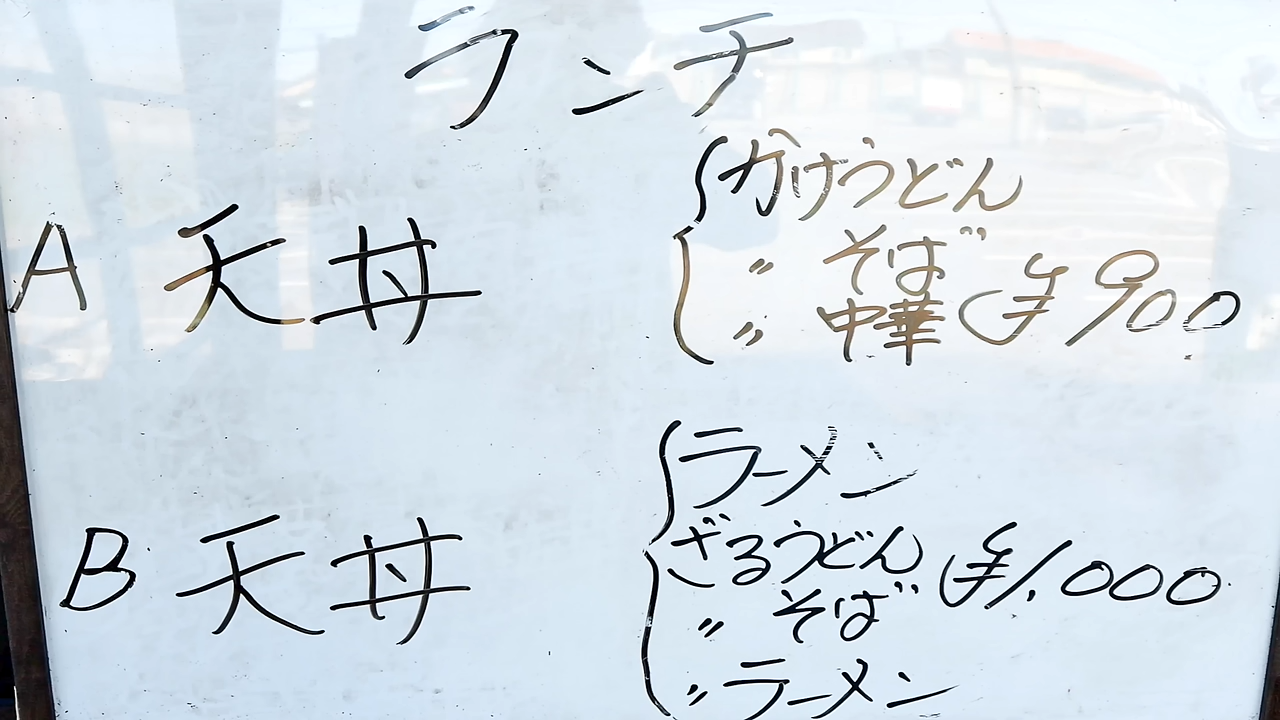 ランチ
A 天丼
かけうどん
〃 そば
〃 中華 ¥900
B 天丼
ラーメン
ざるうどん
〃 そば ¥1.000
〃 ラーメン